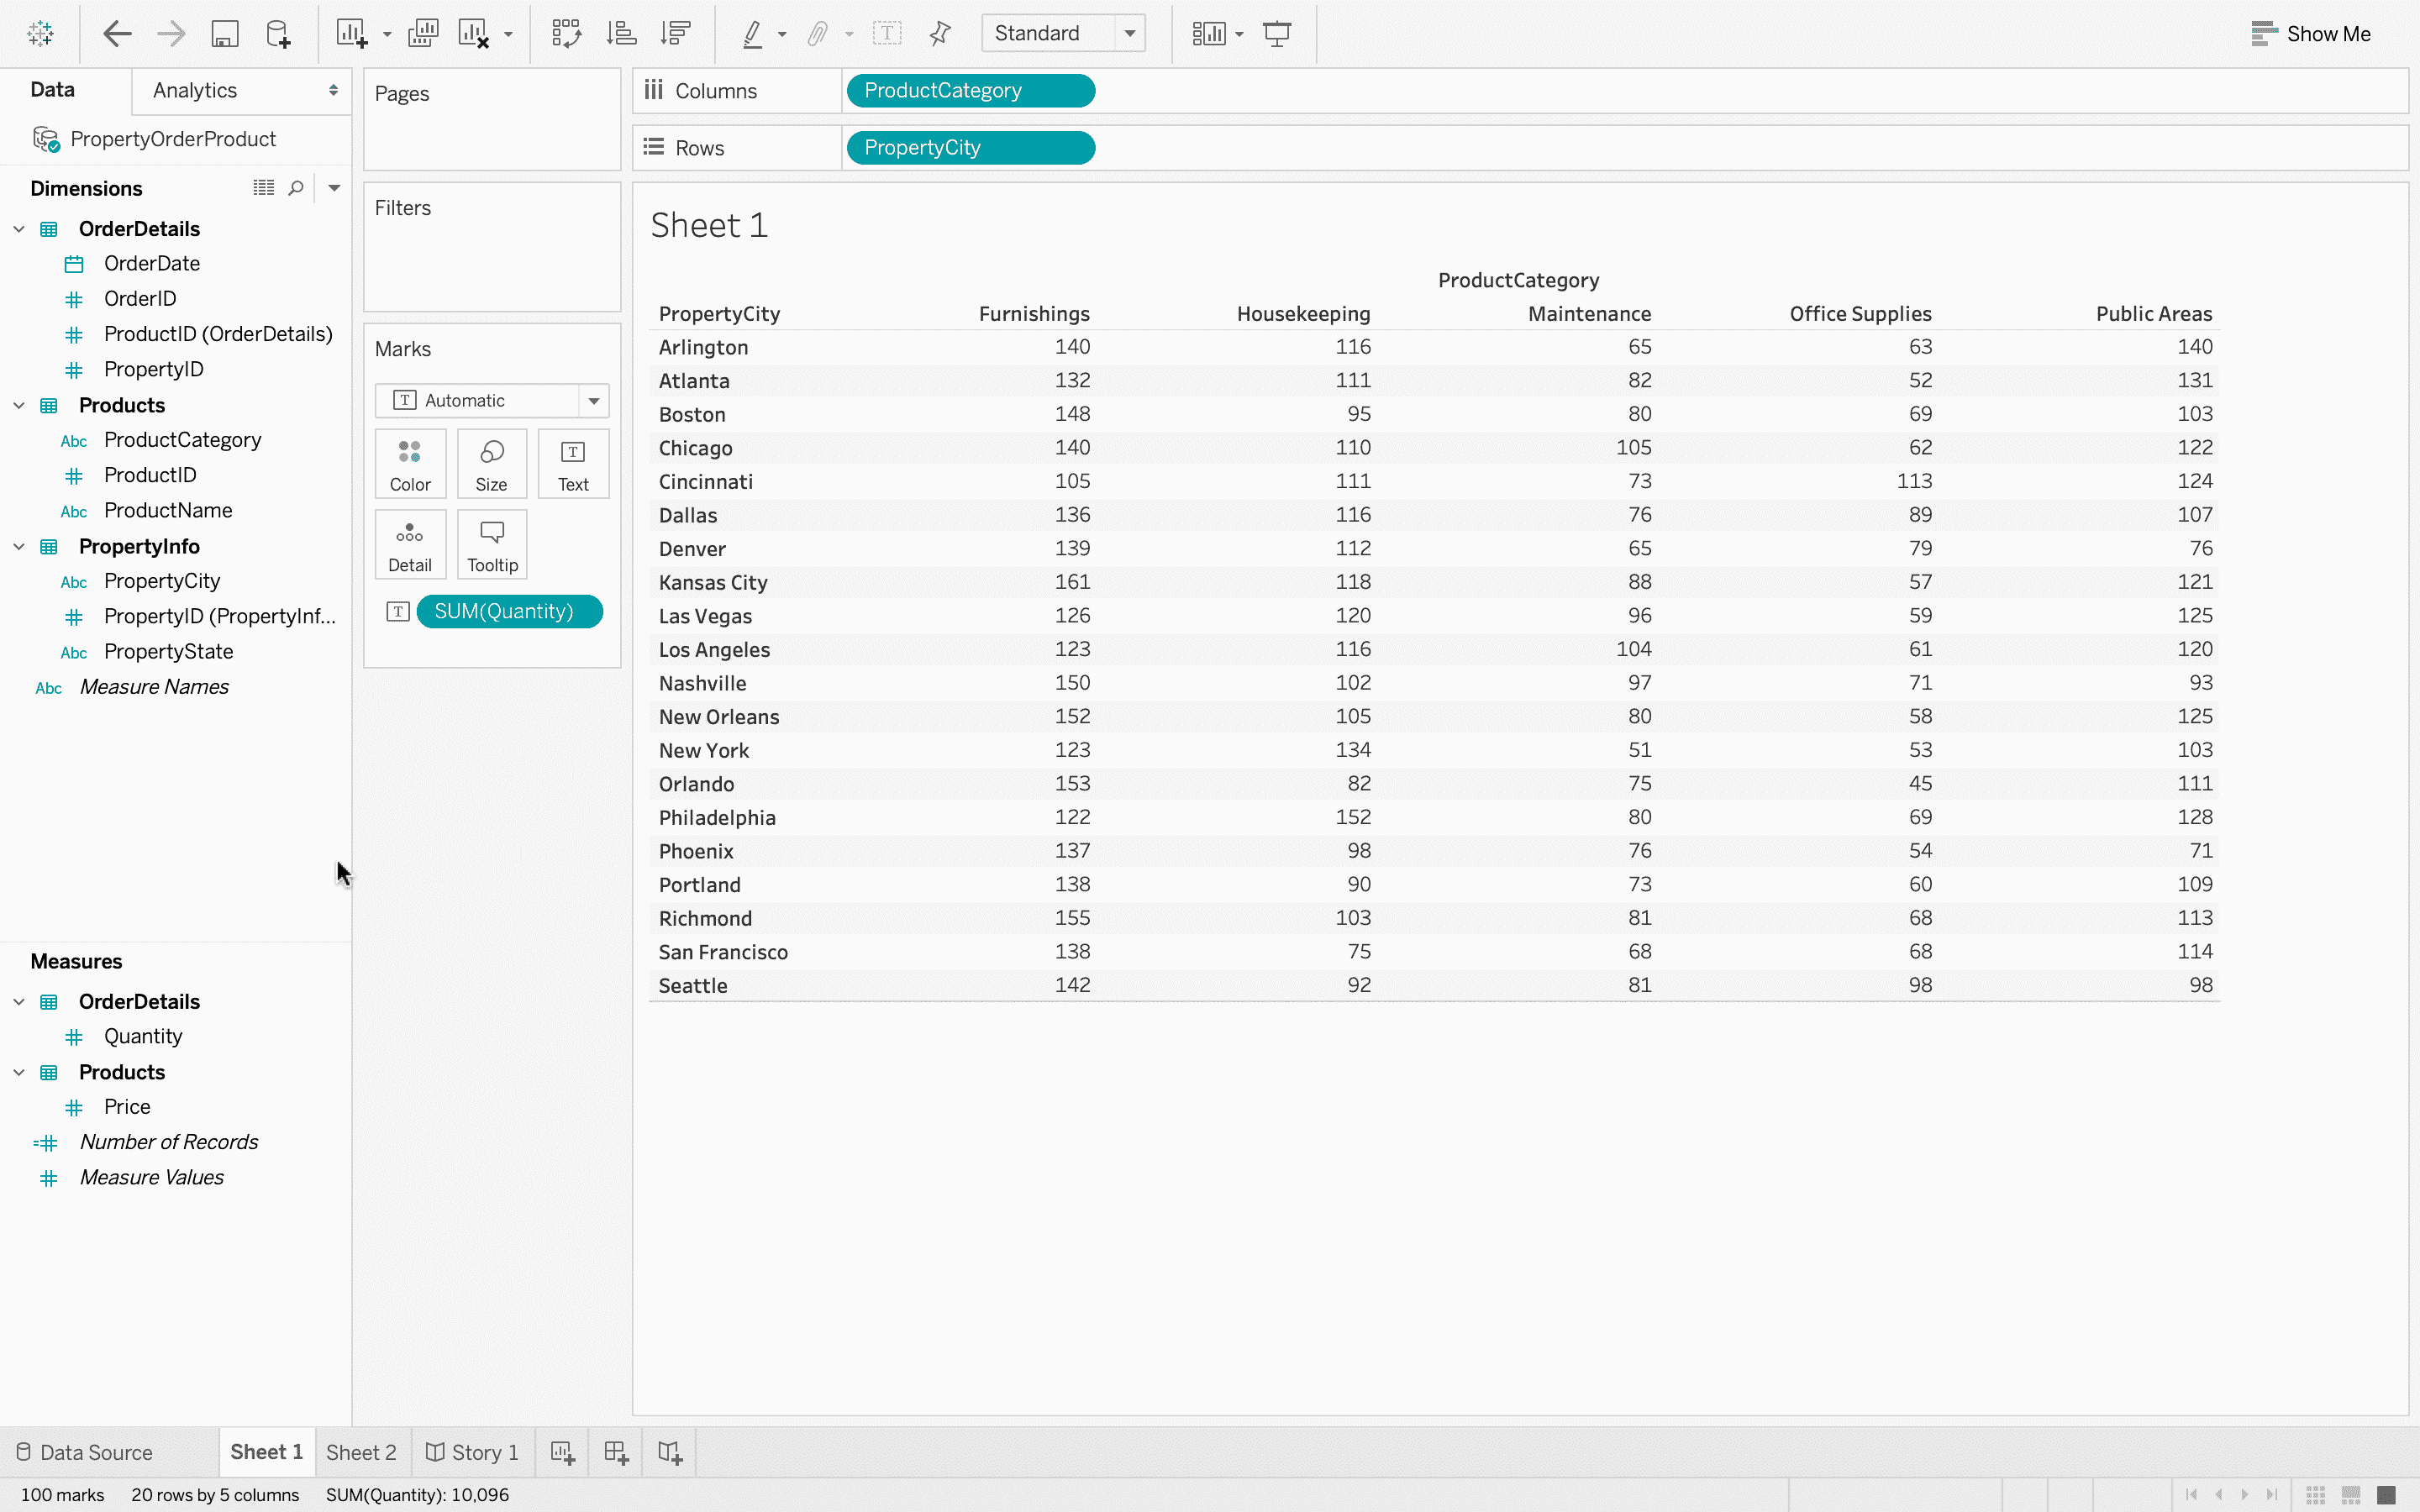 Standard
Show Me
Data
Analytics
PropertyOrderProduct
Dimensions
OrderDetails
OrderDate
OrderID
ProductID (OrderDetails)
PropertyID
Products
Abc ProductCategory
ProductID
Abc ProductName
PropertyInfo
Abc PropertyCity
PropertyID (PropertyInf...
Abc PropertyState
Abc Measure Names
Measures
OrderDetails
Quantity
Products
Price
Number of Records
Measure Values
Pages
Filters
Marks
T Automatic
Color Size T Text
Detail Tooltip
T SUM(Quantity)
Columns ProductCategory
Rows PropertyCity
Sheet 1
ProductCategory
PropertyCity Furnishings Housekeeping Maintenance Office Supplies Public Areas
Arlington 140 116 65 63 140
Atlanta 132 111 82 52 131
Boston 148 95 80 69 103
Chicago 140 110 105 62 122
Cincinnati 105 111 73 113 124
Dallas 136 116 76 89 107
Denver 139 112 65 79 76
Kansas City 161 118 88 57 121
Las Vegas 126 120 96 59 125
Los Angeles 123 116 104 61 120
Nashville 150 102 97 71 93
New Orleans 152 105 80 58 125
New York 123 134 51 53 103
Orlando 153 82 75 45 111
Philadelphia 122 152 80 69 128
Phoenix 137 98 76 54 71
Portland 138 90 73 60 109
Richmond 155 103 81 68 113
San Francisco 138 75 68 68 114
Seattle 142 92 81 98 98
Data Source Sheet 1 Sheet 2 Story 1
100 marks 20 rows by 5 columns SUM(Quantity): 10,096